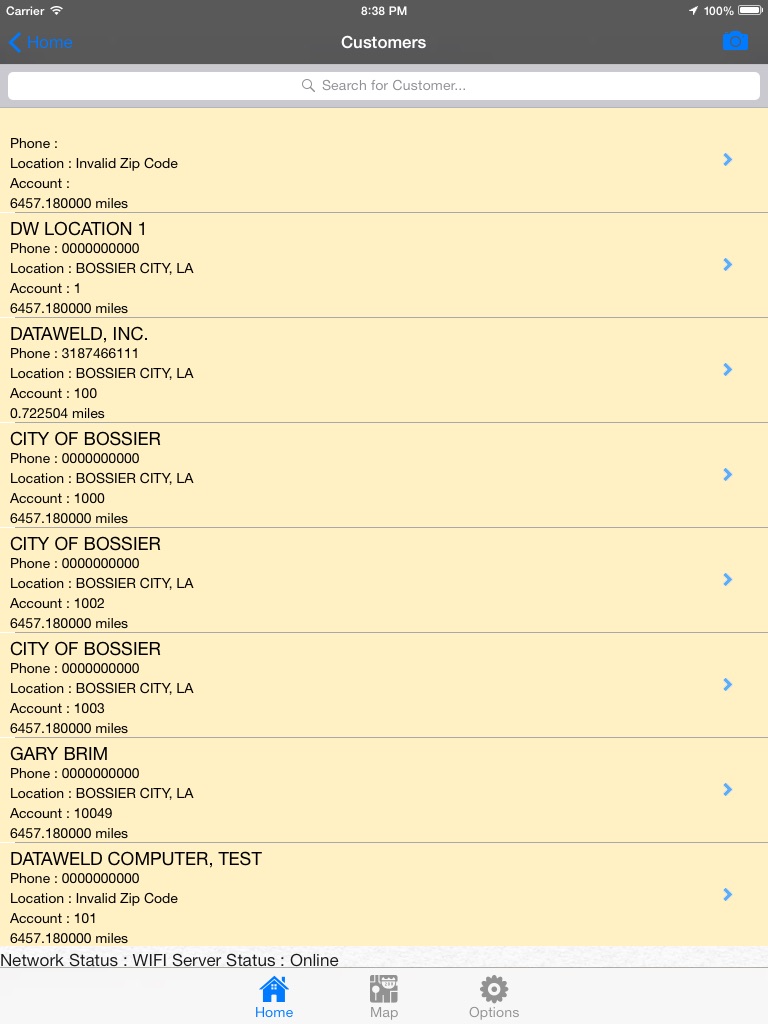 Carrier 8:38 PM 100%
Home Customers
Search for Customer...
Phone :
Location : Invalid Zip Code
Account :
6457.180000 miles
DW LOCATION 1
Phone : 0000000000
Location : BOSSIER CITY, LA
Account : 1
6457.180000 miles
DATAWELD, INC.
Phone : 3187466111
Location : BOSSIER CITY, LA
Account : 100
0.722504 miles
CITY OF BOSSIER
Phone : 0000000000
Location : BOSSIER CITY, LA
Account : 1000
6457.180000 miles
CITY OF BOSSIER
Phone : 0000000000
Location : BOSSIER CITY, LA
Account : 1002
6457.180000 miles
CITY OF BOSSIER
Phone : 0000000000
Location : BOSSIER CITY, LA
Account : 1003
6457.180000 miles
GARY BRIM
Phone : 0000000000
Location : BOSSIER CITY, LA
Account : 10049
6457.180000 miles
DATAWELD COMPUTER, TEST
Phone : 0000000000
Location : Invalid Zip Code
Account : 101
6457.180000 miles
Network Status : WIFI Server Status : Online
Home Map Options